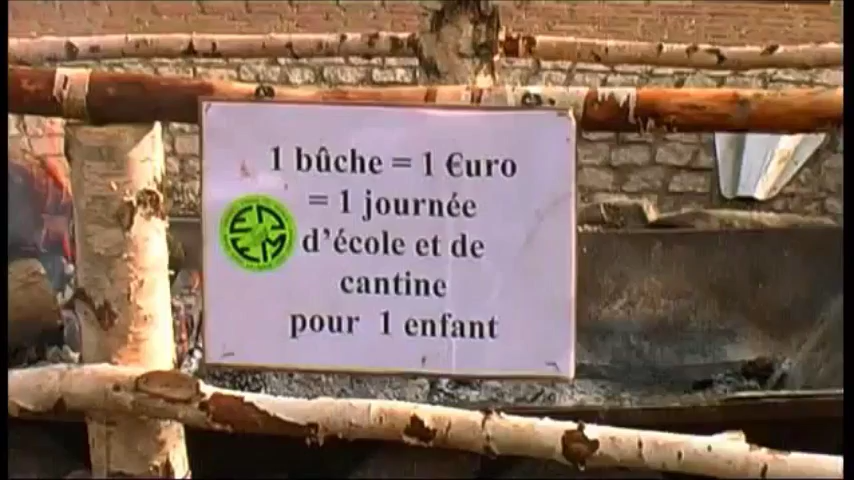 1 bûche = 1 €uro
= 1 journée
d'école et de
cantine
pour 1 enfant